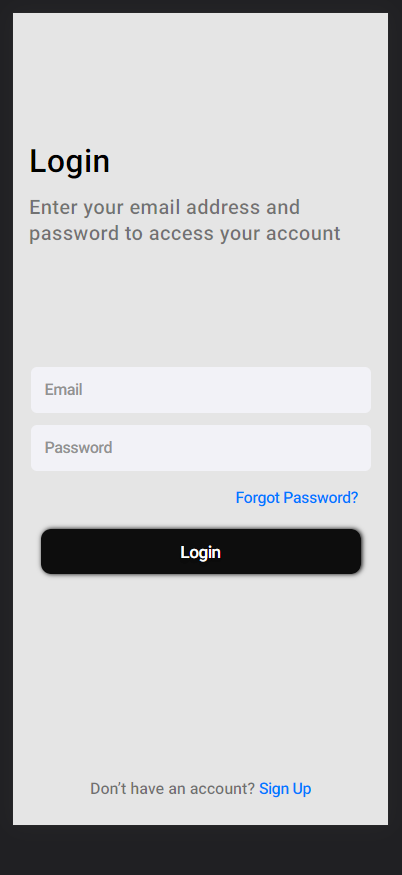 Login
Enter your email address and
password to access your account
Email
Password
Forgot Password?
Login
Don’t have an account? Sign Up